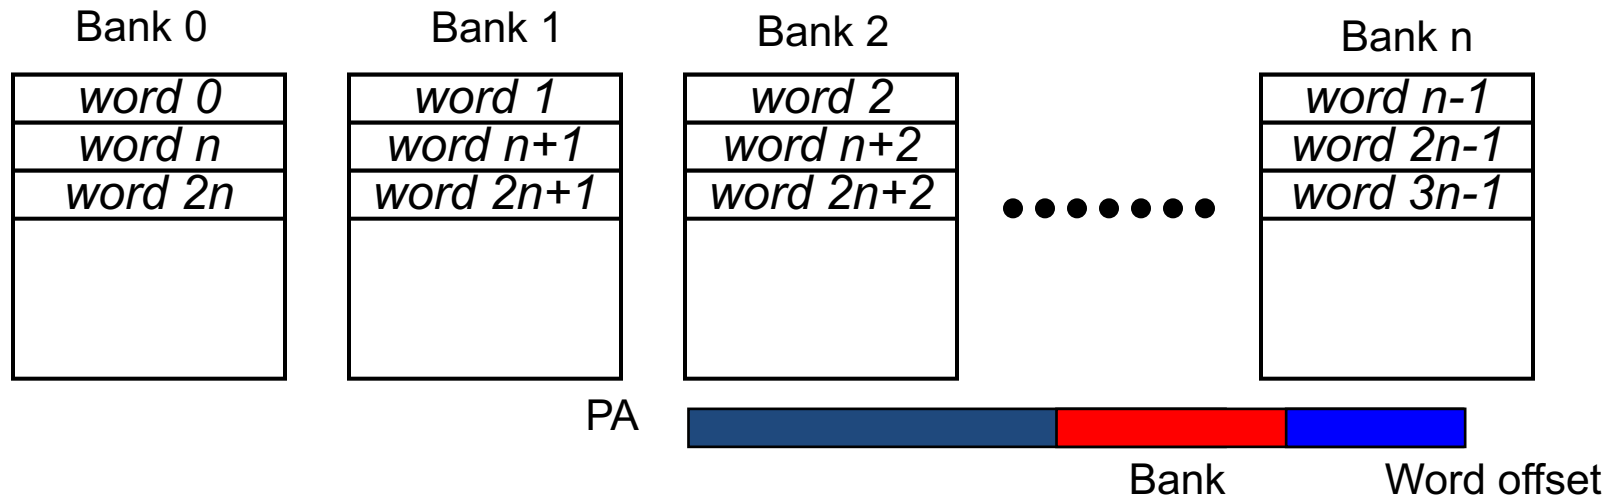 Bank 0
Bank 1
Bank 2
Bank n
word 0
word 1
word 2
word n-1
word n
word n+1
word n+2
word 2n-1
word 2n
word 2n+1
word 2n+2
word 3n-1
PA
Bank
Word offset